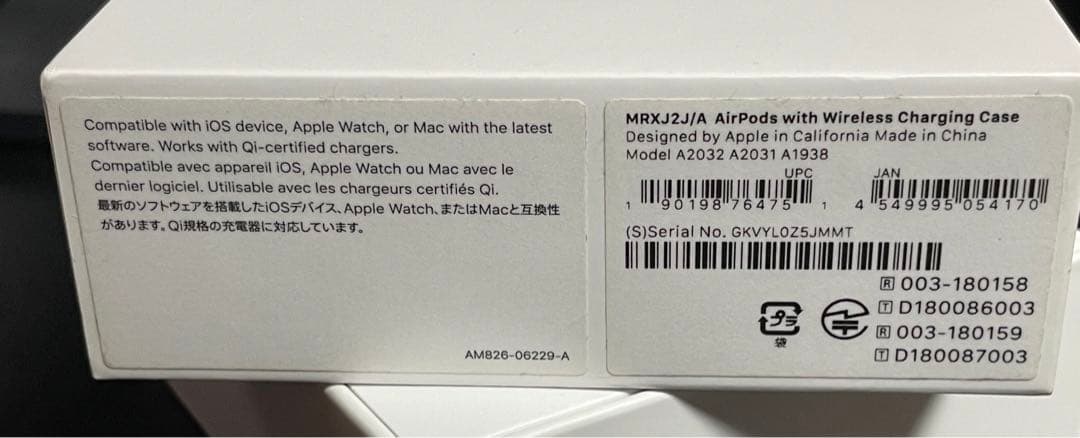 Compatible with iOS device, Apple Watch, or Mac with the latest
software. Works with Qi-certified chargers.
Compatible avec appareil iOS, Apple Watch ou Mac avec le
dernier logiciel. Utilisable avec les chargeurs certifiés Qi.
最新のソフトウェアを搭載したiOSデバイス、Apple Watch、またはMacと互換性
があります。Qi規格の充電器に対応しています。
AM826-06229-A
MRXJ2J/A AirPods with Wireless Charging Case
Designed by Apple in California Made in China
Model A2032 A2031 A1938
UPC JAN
1 90198 76475 1 4 549995 054170
(S)Serial No. GKVYL0Z5JMMT
R 003-180158
T D180086003
R 003-180159
T D180087003
プラ
袋